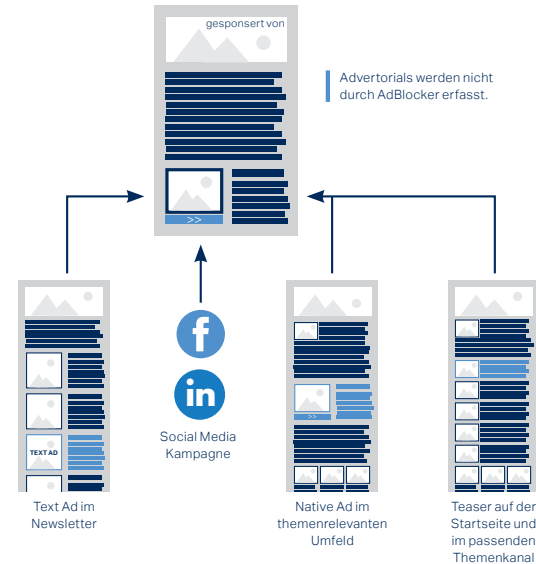 gesponsert von
Advertorials werden nicht
durch AdBlocker erfasst.
>>
f
in
>>
TEXT AD
Social Media
Kampagne
Text Ad im
Newsletter
Native Ad im
themenrelevanten
Umfeld
Teaser auf der
Startseite und
im passenden
Themenkanal